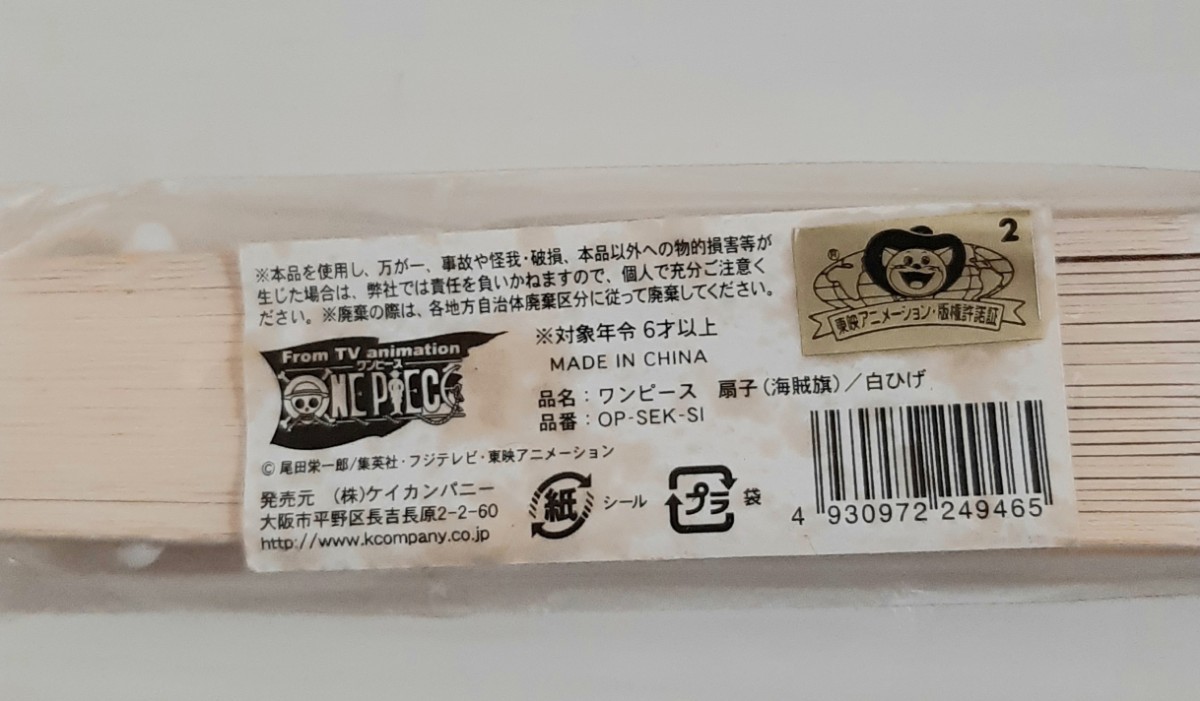 ※本品を使用し、万が一、事故や怪我・破損、本品以外への物的損害等が
生じた場合は、弊社では責任を負いかねますので、個人で充分ご注意く
ださい。※廃棄の際は、各地方自治体廃棄区分に従って廃棄してください。
2
®
東映アニメーション・版権許諾証
From TV animation
ワンピース
ONE PIECE
※対象年令 6才以上
MADE IN CHINA
品名：ワンピース 扇子（海賊旗）／白ひげ
品番：OP-SEK-SI
© 尾田栄一郎/集英社・フジテレビ・東映アニメーション
発売元 （株）ケイカンパニー
大阪市平野区長吉長原2-2-60
http://www.kcompany.co.jp
紙 シール
プラ 袋
4 930972 249465